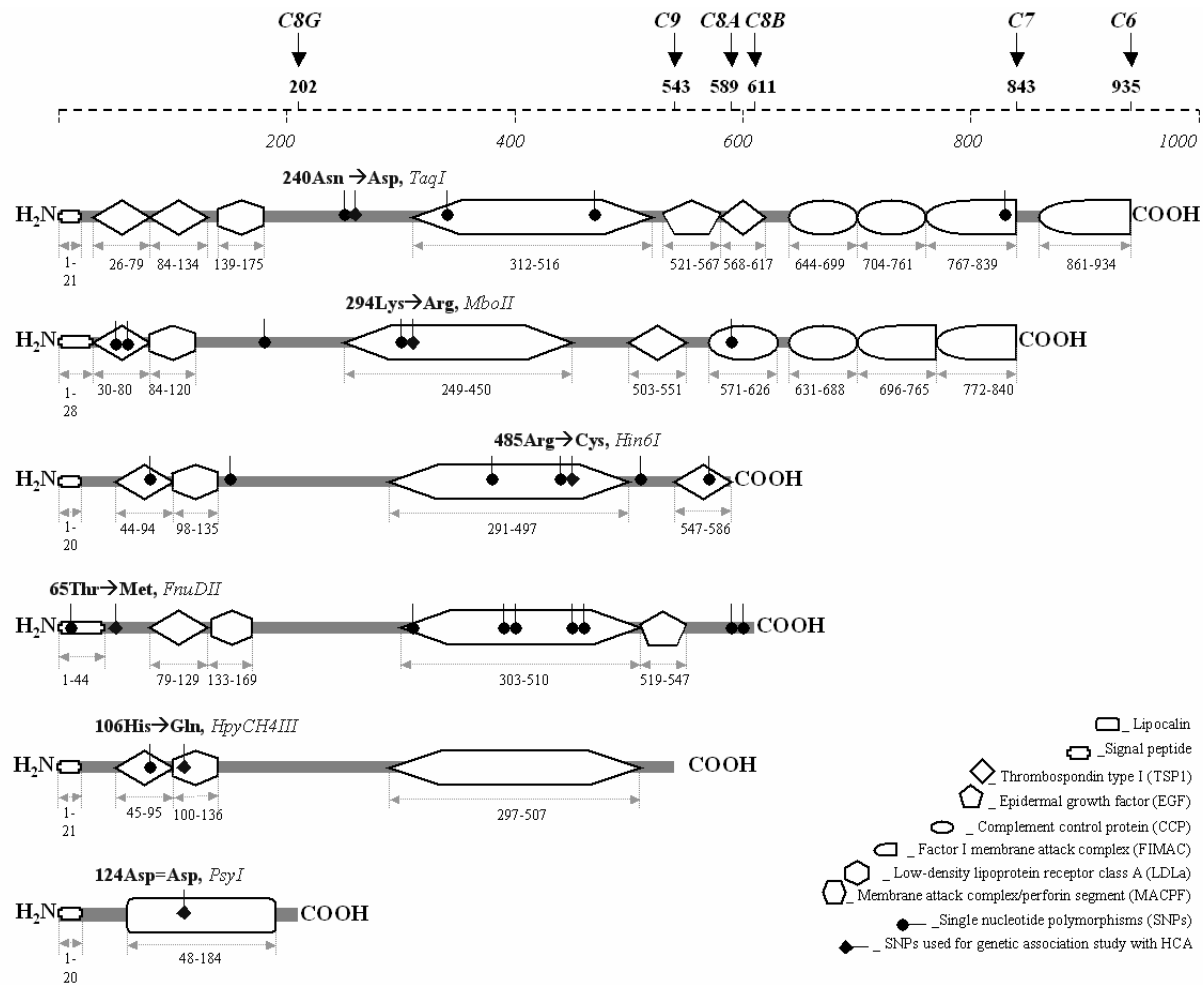 C8G C9 C8A C8B C7 C6
202 543 589 611 843 935
200 400 600 800 1000
240Asn→Asp, TaqI
H₂N COOH
1-21 26-79 84-134 139-175 312-516 521-567 568-617 644-699 704-761 767-839 861-934
294Lys→Arg, MboII
H₂N COOH
1-28 30-80 84-120 249-450 503-551 571-626 631-688 696-765 772-840
485Arg→Cys, Hin6I
H₂N COOH
1-20 44-94 98-135 291-497 547-586
65Thr→Met, FnuDII
H₂N COOH
1-44 79-129 133-169 303-510 519-547
106His→Gln, HpyCH4III
H₂N COOH
1-21 45-95 100-136 297-507
124Asp=Asp, PsyI
H₂N COOH
1-20 48-184
_ Lipocalin
_Signal peptide
_ Thrombospondin type I (TSP1)
_ Epidermal growth factor (EGF)
_ Complement control protein (CCP)
_ Factor I membrane attack complex (FIMAC)
_ Low-density lipoprotein receptor class A (LDLa)
_ Membrane attack complex/perforin segment (MACPF)
_ Single nucleotide polymorphisms (SNPs)
_ SNPs used for genetic association study with HCA